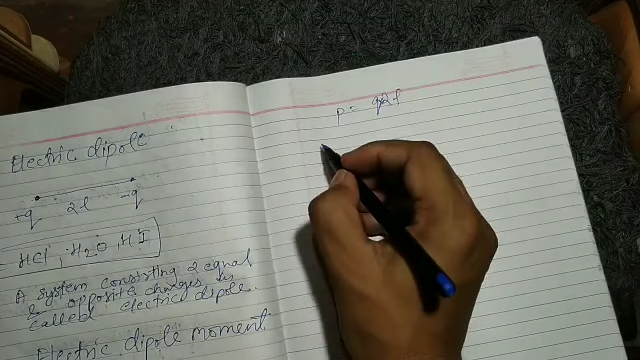 Electric dipole
+q 2l -q
= HCl, H2O, HI
A system consisting 2 equal
& opposite charges is
called electric dipole.
Electric dipole moment
p = q2l